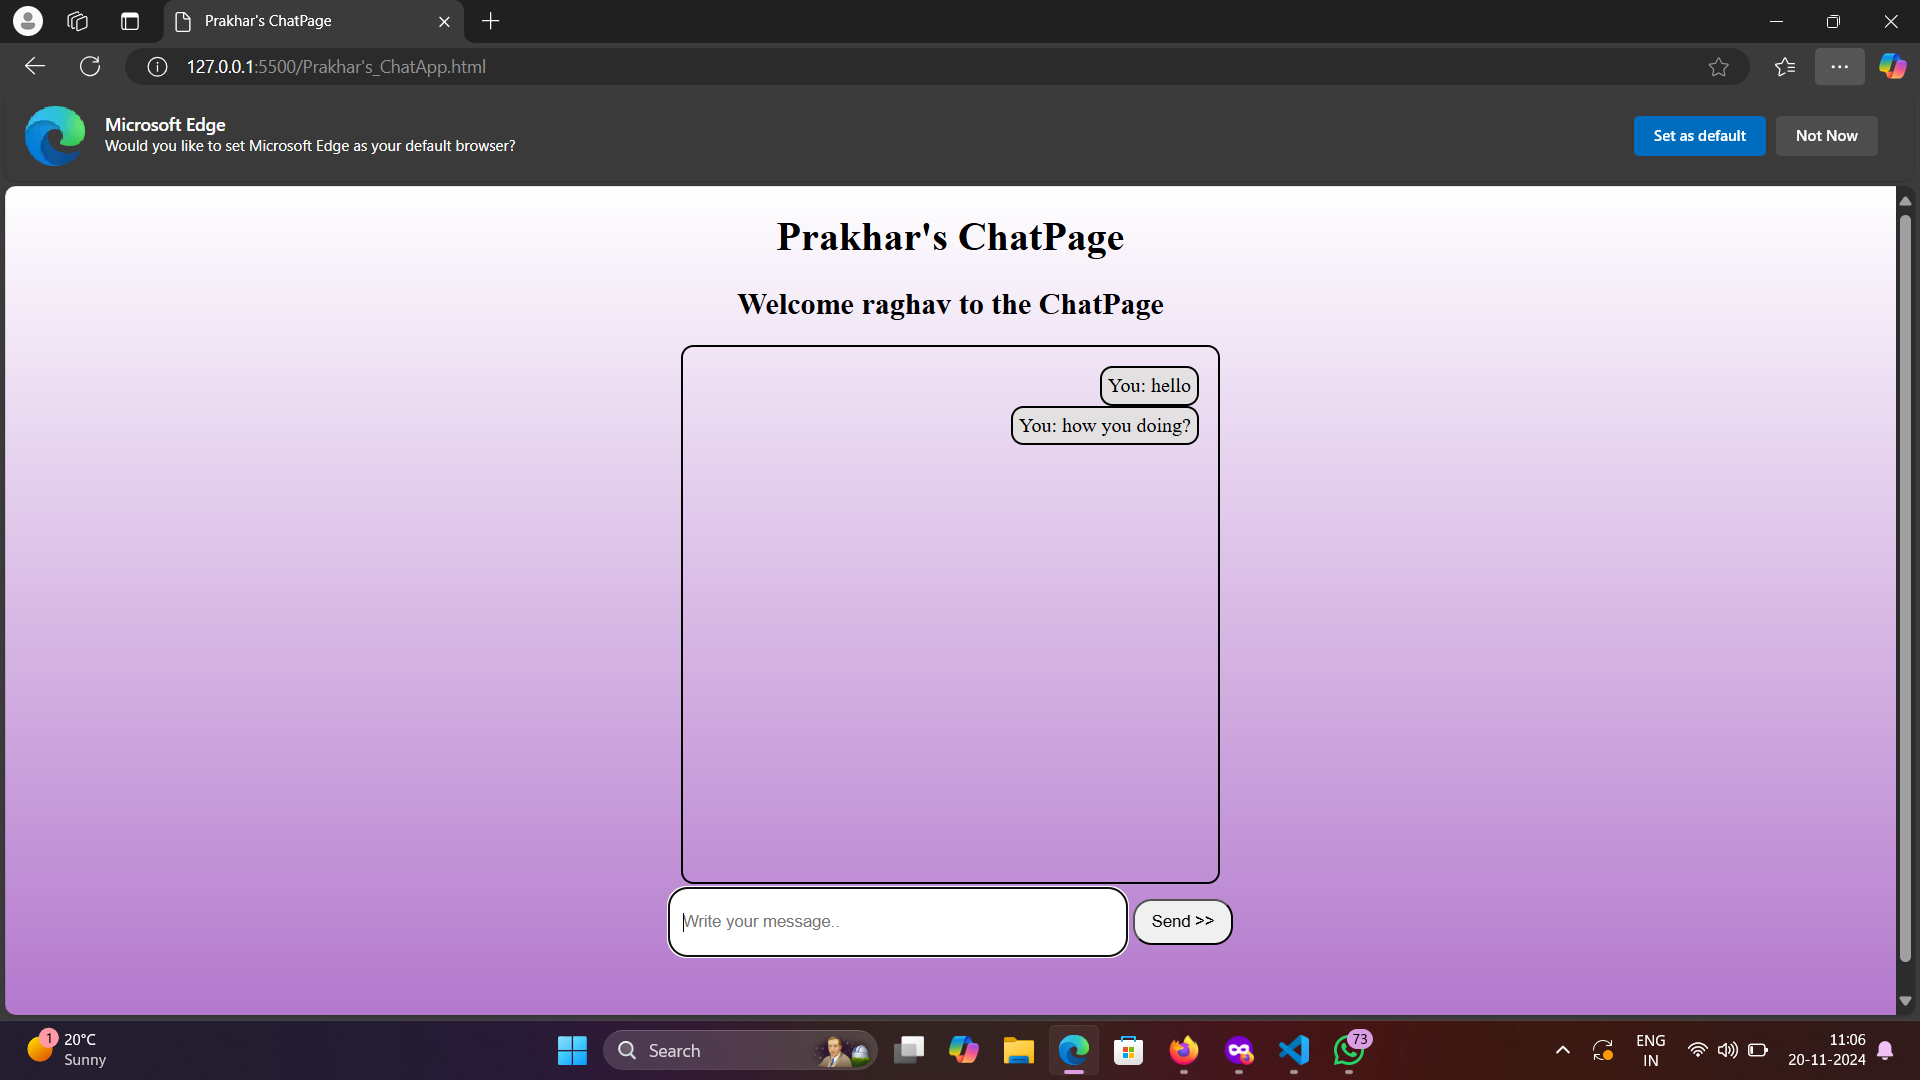 Prakhar's ChatPage
127.0.0.1:5500/Prakhar's_ChatApp.html
Microsoft Edge
Would you like to set Microsoft Edge as your default browser?
Set as default
Not Now
Prakhar's ChatPage
Welcome raghav to the ChatPage
You: hello
You: how you doing?
Write your message..
Send >>
1
20°C
Sunny
Search
73
ENG
IN
11:06
20-11-2024